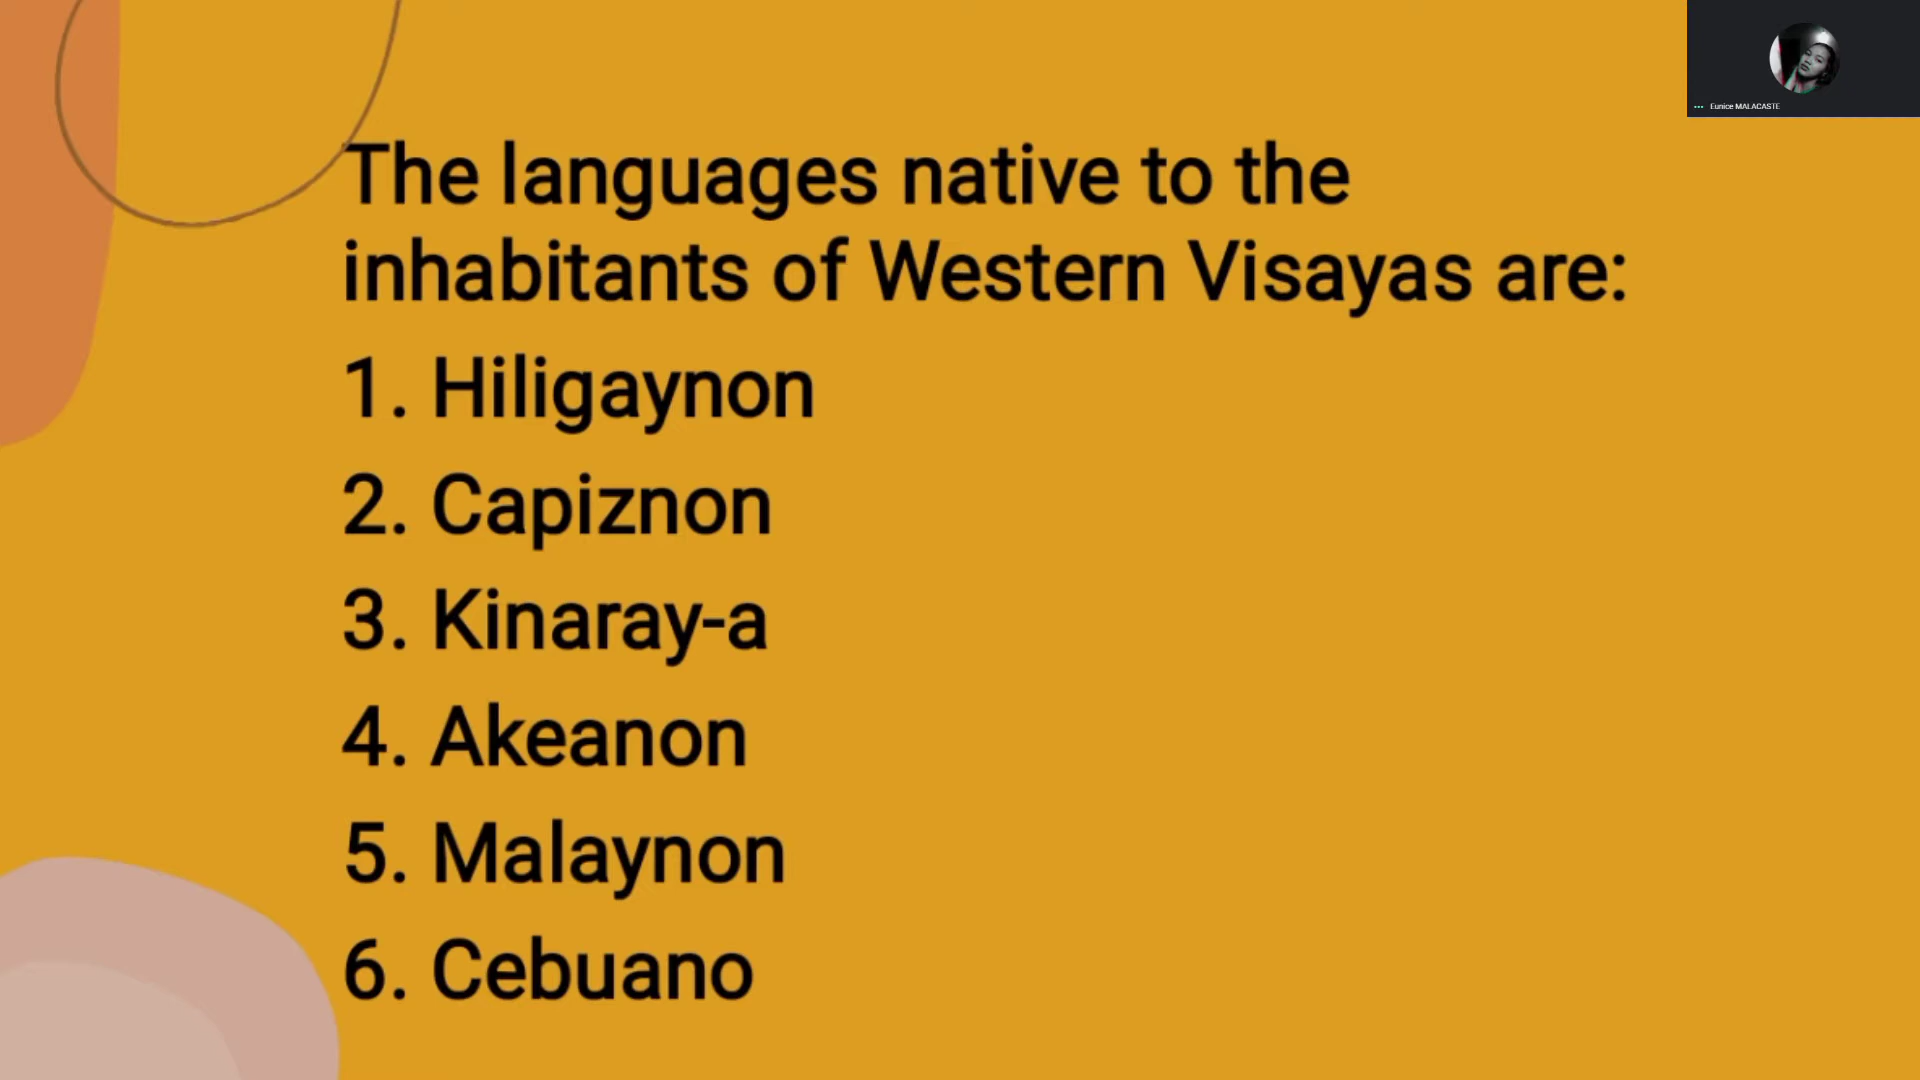 Eunice MALACASTE
The languages native to the
inhabitants of Western Visayas are:
1. Hiligaynon
2. Capiznon
3. Kinaray-a
4. Akeanon
5. Malaynon
6. Cebuano